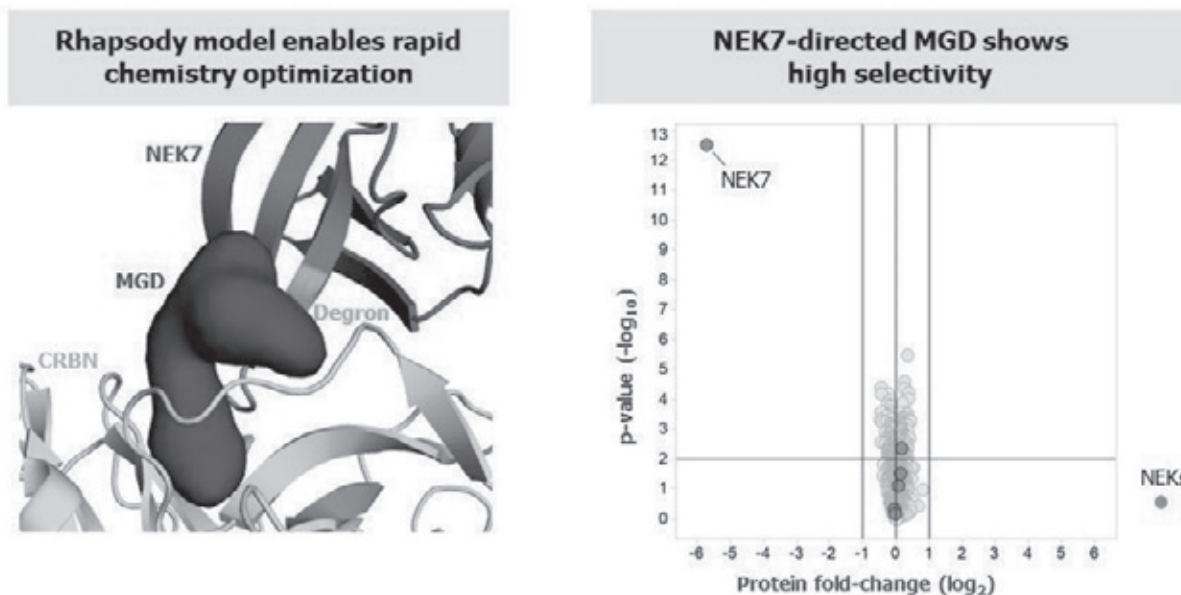 Rhapsody model enables rapid
chemistry optimization
NEK7
MGD
Degron
CRBN
NEK7-directed MGD shows
high selectivity
p-value (-log₁₀)
13
12
11
10
9
8
7
6
5
4
3
2
1
0
NEK7
NEKs
-6 -5 -4 -3 -2 -1 0 1 2 3 4 5 6
Protein fold-change (log₂)